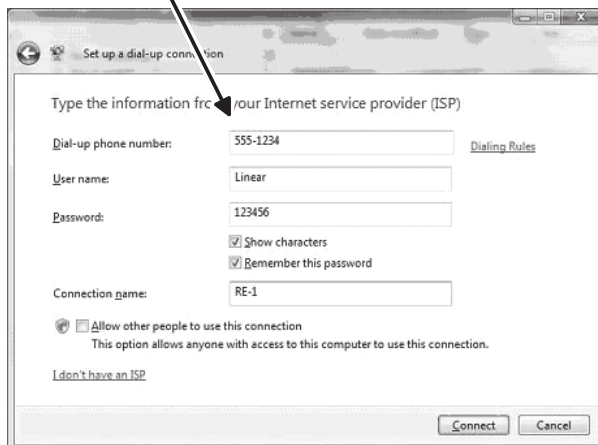 Set up a dial-up connection
Type the information from your Internet service provider (ISP)
Dial-up phone number: 555-1234 Dialing Rules
User name: Linear
Password: 123456
Show characters
Remember this password
Connection name: RE-1
Allow other people to use this connection
This option allows anyone with access to this computer to use this connection.
I don't have an ISP
Connect Cancel